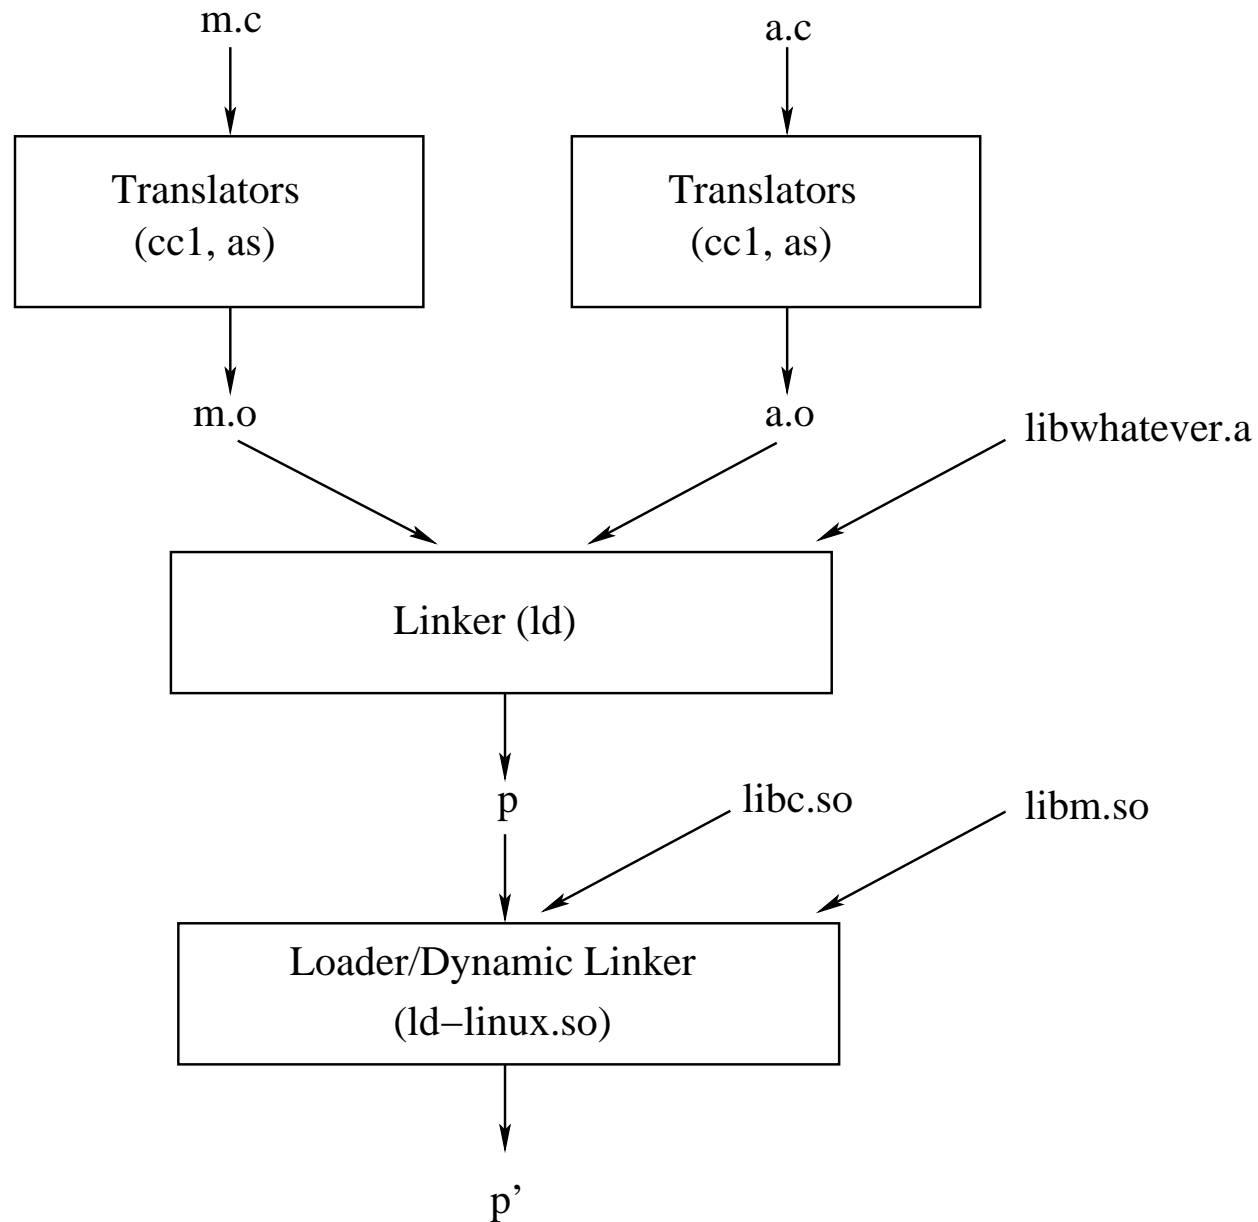 m.c
a.c
Translators
(cc1, as)
Translators
(cc1, as)
m.o
a.o
libwhatever.a
Linker (ld)
p
libc.so
libm.so
Loader/Dynamic Linker
(ld−linux.so)
p’